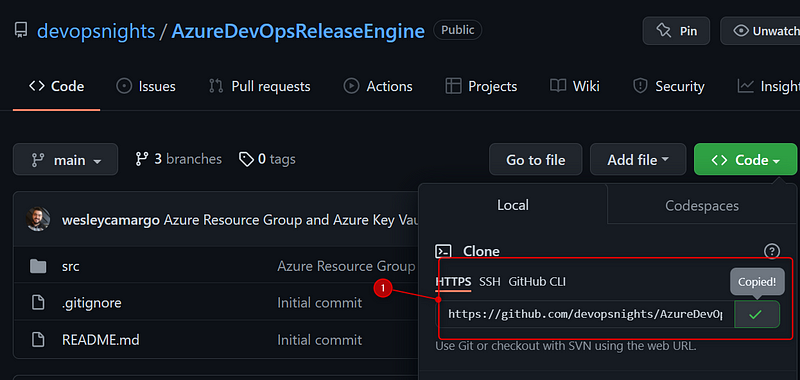 devopsnights / AzureDevOpsReleaseEngine Public Pin Unwatch
Code Issues Pull requests Actions Projects Wiki Security Insigh
main 3 branches 0 tags Go to file Add file Code
Local Codespaces
wesleycamargo Azure Resource Group and Azure Key Vau
Clone
src Azure Resource Group
HTTPS SSH GitHub CLI Copied!
1
.gitignore Initial commit
https://github.com/devopsnights/AzureDevOp
README.md Initial commit
Use Git or checkout with SVN using the web URL.